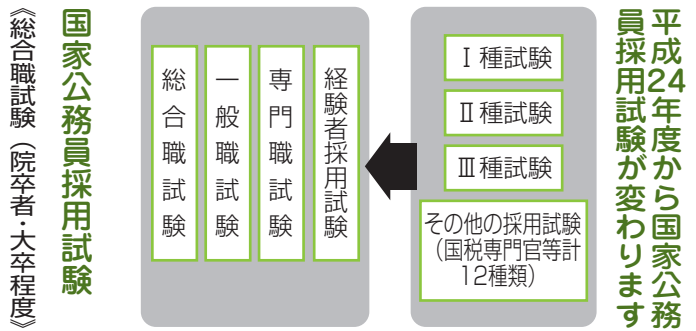 平成24年度から国家公務
員採用試験が変わります
Ⅰ種試験
Ⅱ種試験
Ⅲ種試験
その他の採用試験
（国税専門官等計
12種類）
経験者採用試験
専門職試験
一般職試験
総合職試験
国家公務員採用試験
《総合職試験（院卒者・大卒程度》